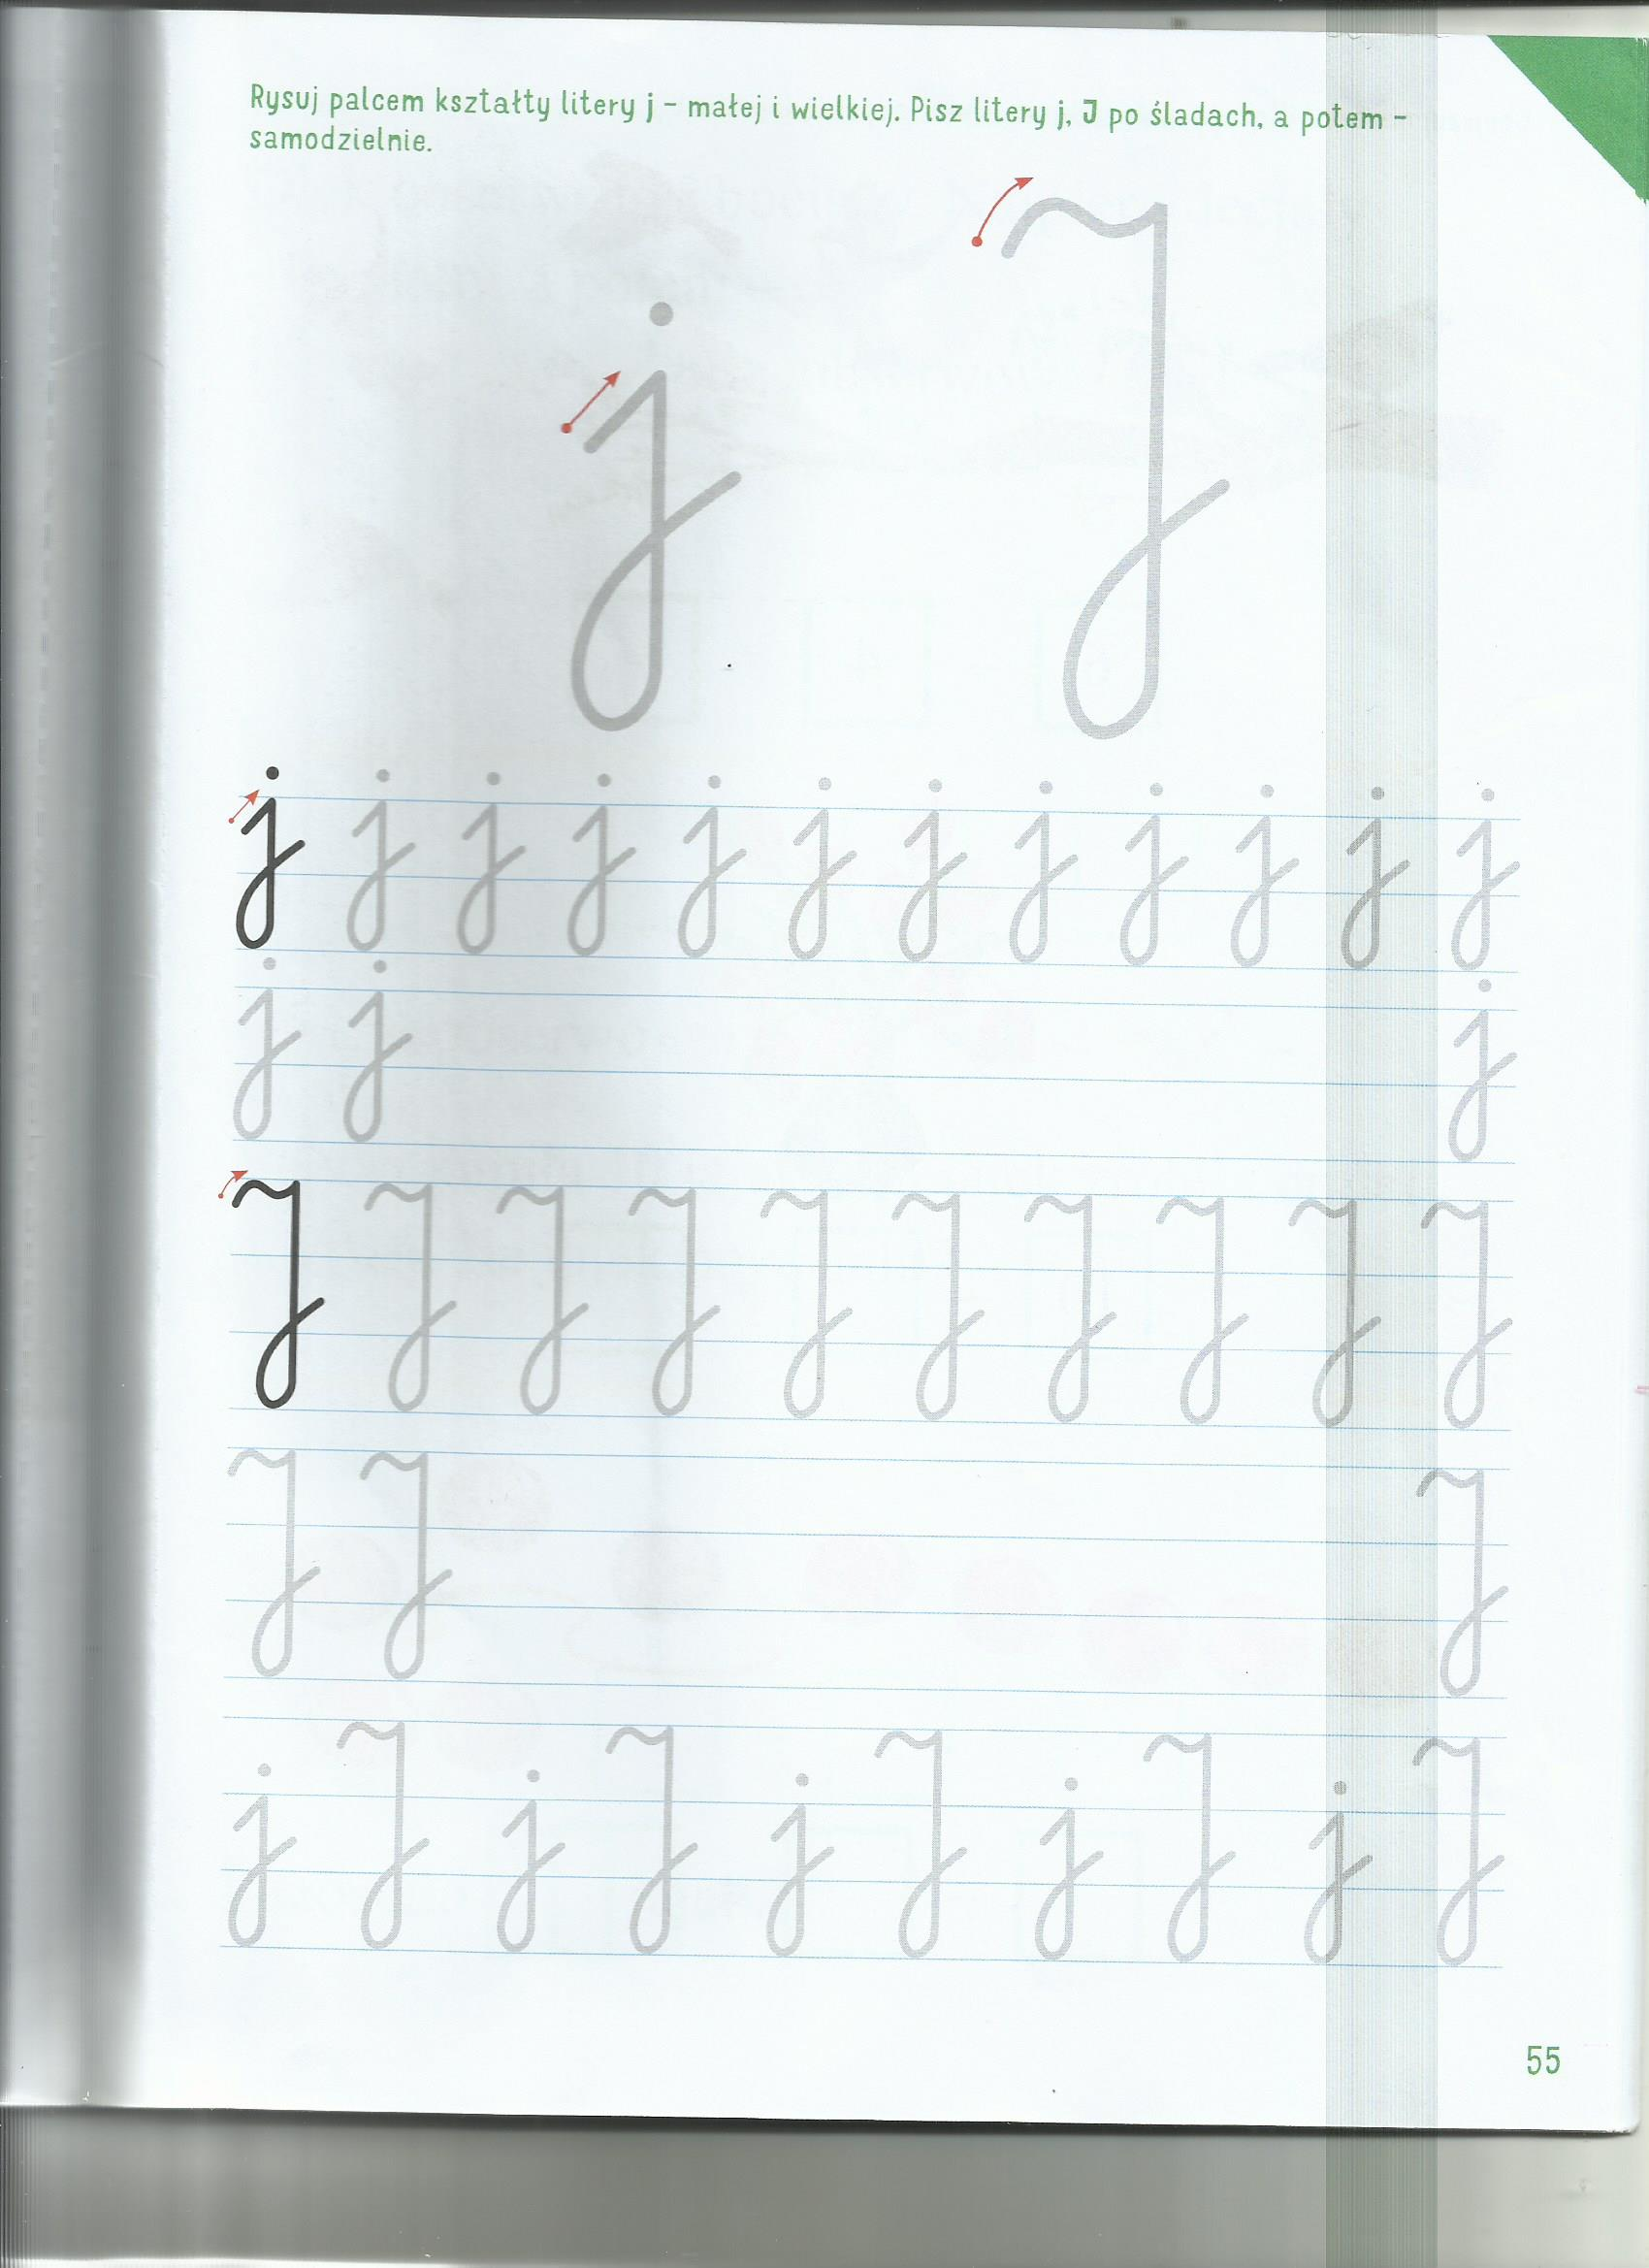 Rysuj palcem kształty litery j – małej i wielkiej. Pisz litery j, J po śladach, a potem –
samodzielnie.
j J
j j j j j j j j j j j j
j j j
J J J J J J J J J J
J J J
j J j J j J j J j J
55